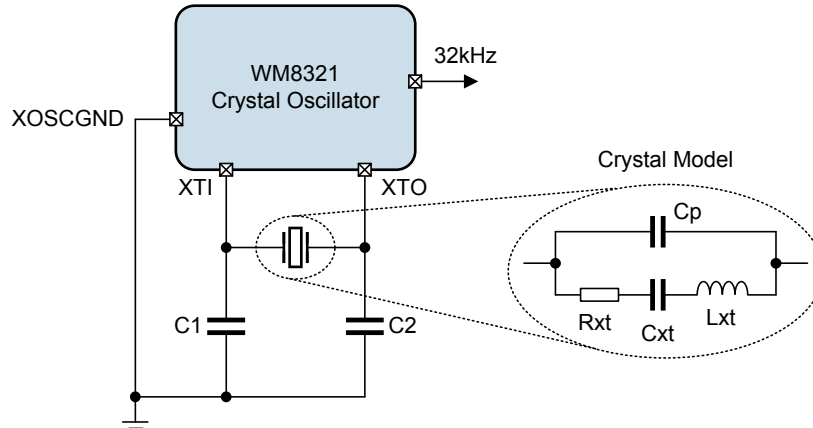 WM8321
Crystal Oscillator
32kHz
XOSCGND
XTI
XTO
Crystal Model
Cp
Rxt
Cxt
Lxt
C1
C2